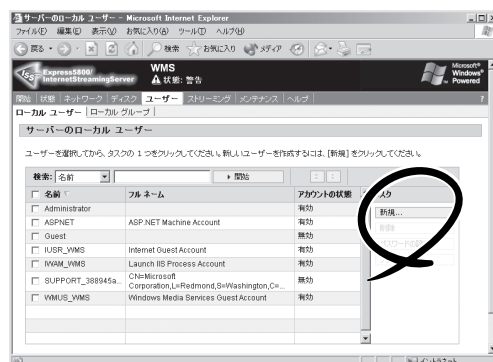 サーバーのローカル ユーザー - Microsoft Internet Explorer
ファイル(F) 編集(E) 表示(V) お気に入り(A) ツール(T) ヘルプ(H)
戻る 検索 お気に入り メディア
Express5800/
InternetStreamingServer
WMS
状態: 警告
Microsoft®
Windows®
Powered
開始 状態 ネットワーク ディスク ユーザー ストリーミング メンテナンス ヘルプ ?
ローカル ユーザー ローカル グループ
サーバーのローカル ユーザー
ユーザーを選択してから、タスクの 1つをクリックしてください。新しいユーザーを作成するには、[新規] をクリックしてください。
検索: 名前 開始
名前 フル ネーム アカウントの状態
新規...
Administrator 有効
削除
ASPNET ASP.NET Machine Account 有効
Guest 無効
IUSR_WMS Internet Guest Account 有効
IWAM_WMS Launch IIS Process Account 有効
SUPPORT_388945a... CN=Microsoft Corporation,L=Redmond,S=Washington,C=... 無効
WMUS_WMS Windows Media Services Guest Account 有効
イントラネット